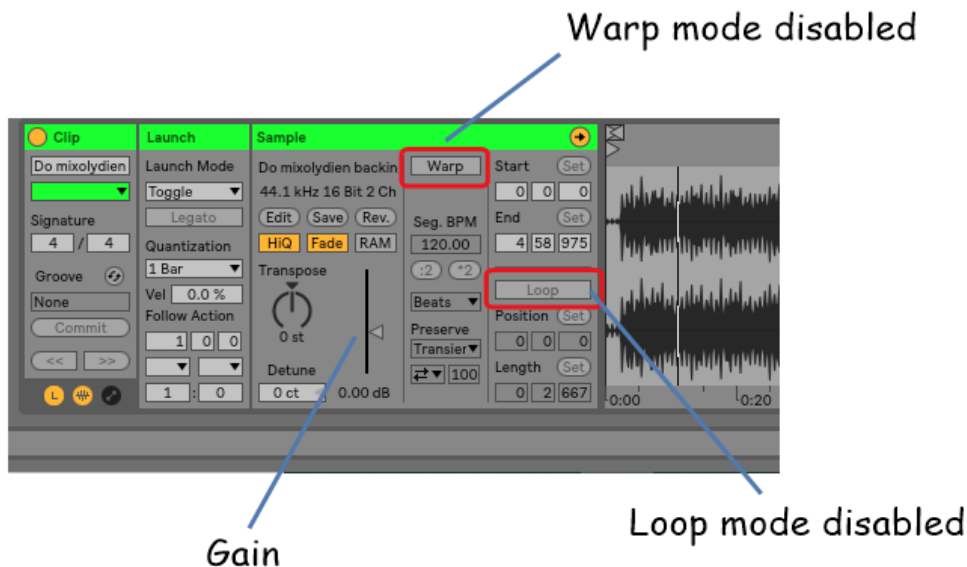 Warp mode disabled
Clip
Do mixolydien
Signature
4 / 4
Groove
None
Commit
<< >>
L
Launch
Launch Mode
Toggle
Legato
Quantization
1 Bar
Vel 0.0 %
Follow Action
1 0 0
1 : 0
Sample
Do mixolydien backin
44.1 kHz 16 Bit 2 Ch
Edit Save Rev.
HiQ Fade RAM
Transpose
0 st
Detune
0 ct 0.00 dB
Warp
Seg. BPM
120.00
:2 *2
Beats
Preserve
Transier
100
Start Set
0 0 0
End Set
4 58 975
Loop
Position Set
0 0 0
Length Set
0 2 667
0:00 0:20
Gain
Loop mode disabled